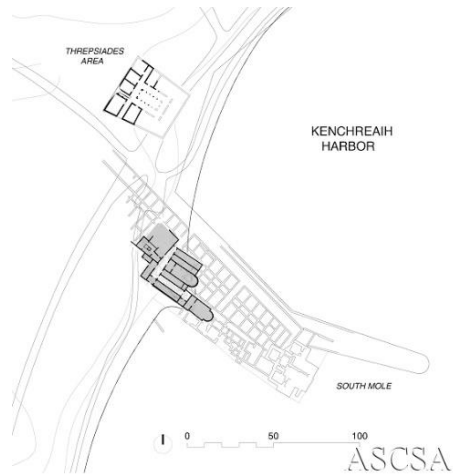 THREPSIADES
AREA
KENCHREAIH
HARBOR
SOUTH MOLE
0 50 100
ASCSA